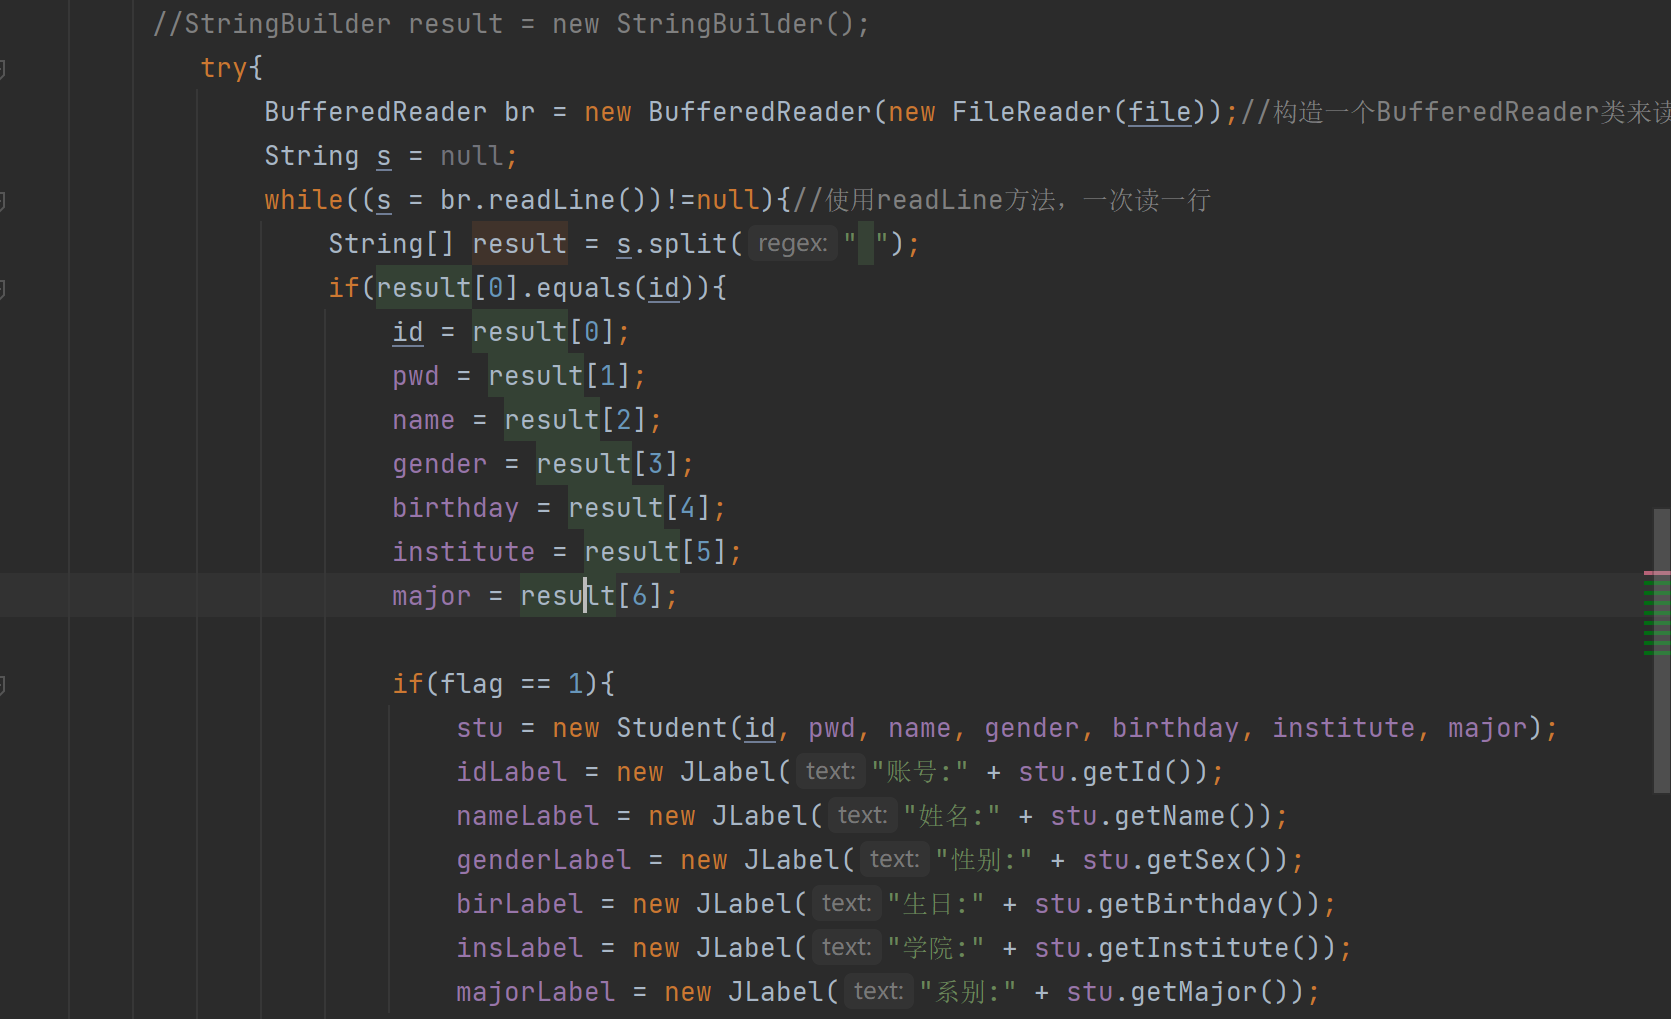 //StringBuilder result = new StringBuilder();
try{
BufferedReader br = new BufferedReader(new FileReader(file));//构造一个BufferedReader类来读
String s = null;
while((s = br.readLine())!=null){//使用readLine方法，一次读一行
String[] result = s.split( regex: " ");
if(result[0].equals(id)){
id = result[0];
pwd = result[1];
name = result[2];
gender = result[3];
birthday = result[4];
institute = result[5];
major = result[6];
if(flag == 1){
stu = new Student(id, pwd, name, gender, birthday, institute, major);
idLabel = new JLabel( text: "账号:" + stu.getId());
nameLabel = new JLabel( text: "姓名:" + stu.getName());
genderLabel = new JLabel( text: "性别:" + stu.getSex());
birLabel = new JLabel( text: "生日:" + stu.getBirthday());
insLabel = new JLabel( text: "学院:" + stu.getInstitute());
majorLabel = new JLabel( text: "系别:" + stu.getMajor());